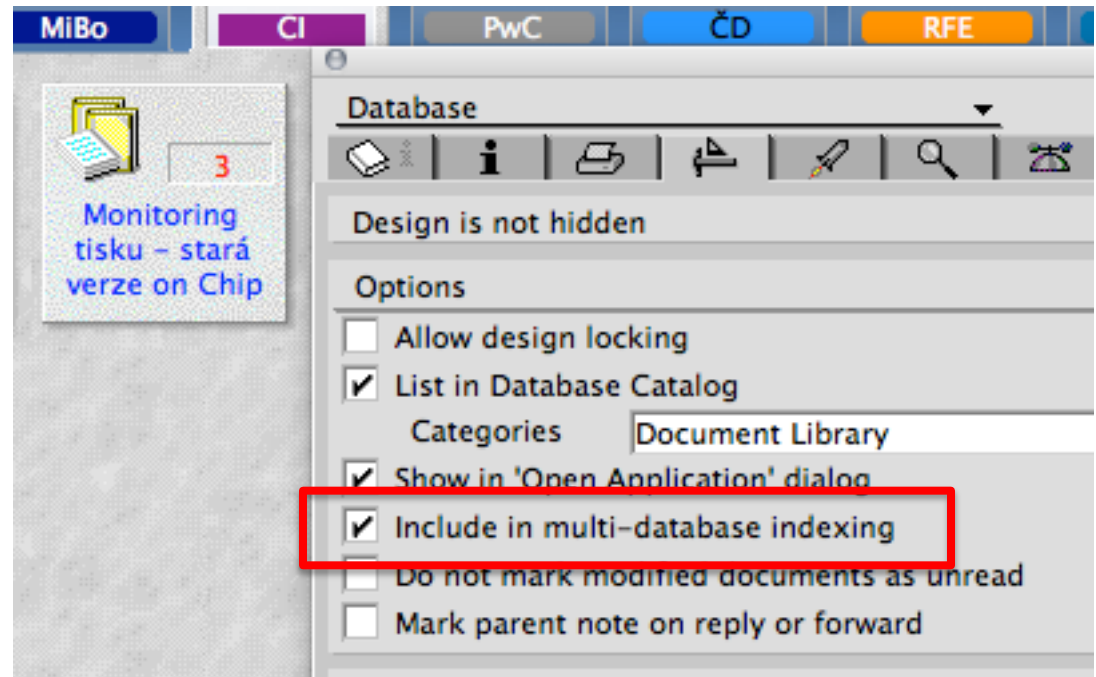 MiBo CI PwC ČD RFE
Database
3
Monitoring
tisku – stará
verze on Chip
Design is not hidden
Options
Allow design locking
List in Database Catalog
Categories Document Library
Show in 'Open Application' dialog
Include in multi-database indexing
Do not mark modified documents as unread
Mark parent note on reply or forward